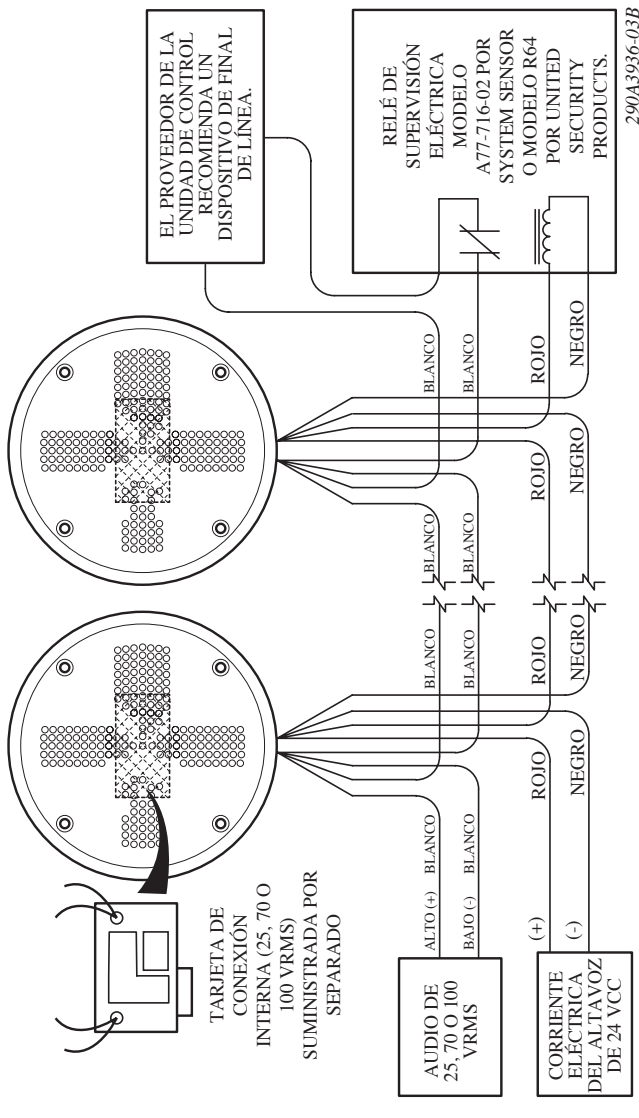 EL PROVEEDOR DE LA
UNIDAD DE CONTROL
RECOMIENDA UN
DISPOSITIVO DE FINAL
DE LÍNEA.
RELÉ DE
SUPERVISIÓN
ELÉCTRICA
MODELO
A77-716-02 POR
SYSTEM SENSOR
O MODELO R64
POR UNITED
SECURITY
PRODUCTS.
TARJETA DE
CONEXIÓN
INTERNA (25, 70 O
100 VRMS)
SUMINISTRADA POR
SEPARADO
AUDIO DE
25, 70 O 100
VRMS
ALTO (+) BLANCO
BLANCO
BLANCO
BLANCO
BAJO (-) BLANCO
BLANCO
BLANCO
BLANCO
CORRIENTE
ELÉCTRICA
DEL ALTAVOZ
DE 24 VCC
(+) ROJO
ROJO
ROJO
ROJO
(-) NEGRO
NEGRO
NEGRO
NEGRO
290A3936-03B